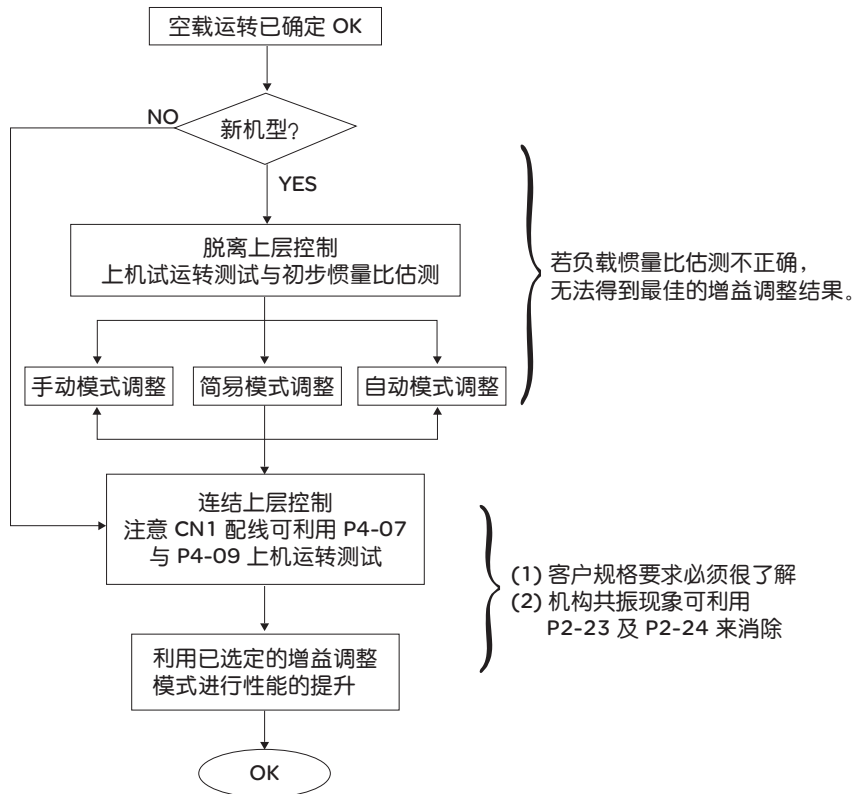 空载运转已确定 OK
NO
新机型?
YES
脱离上层控制
上机试运转测试与初步惯量比估测
若负载惯量比估测不正确，
无法得到最佳的增益调整结果。
手动模式调整
简易模式调整
自动模式调整
连结上层控制
注意 CN1 配线可利用 P4-07
与 P4-09 上机运转测试
(1) 客户规格要求必须很了解
(2) 机构共振现象可利用
P2-23 及 P2-24 来消除
利用已选定的增益调整
模式进行性能的提升
OK